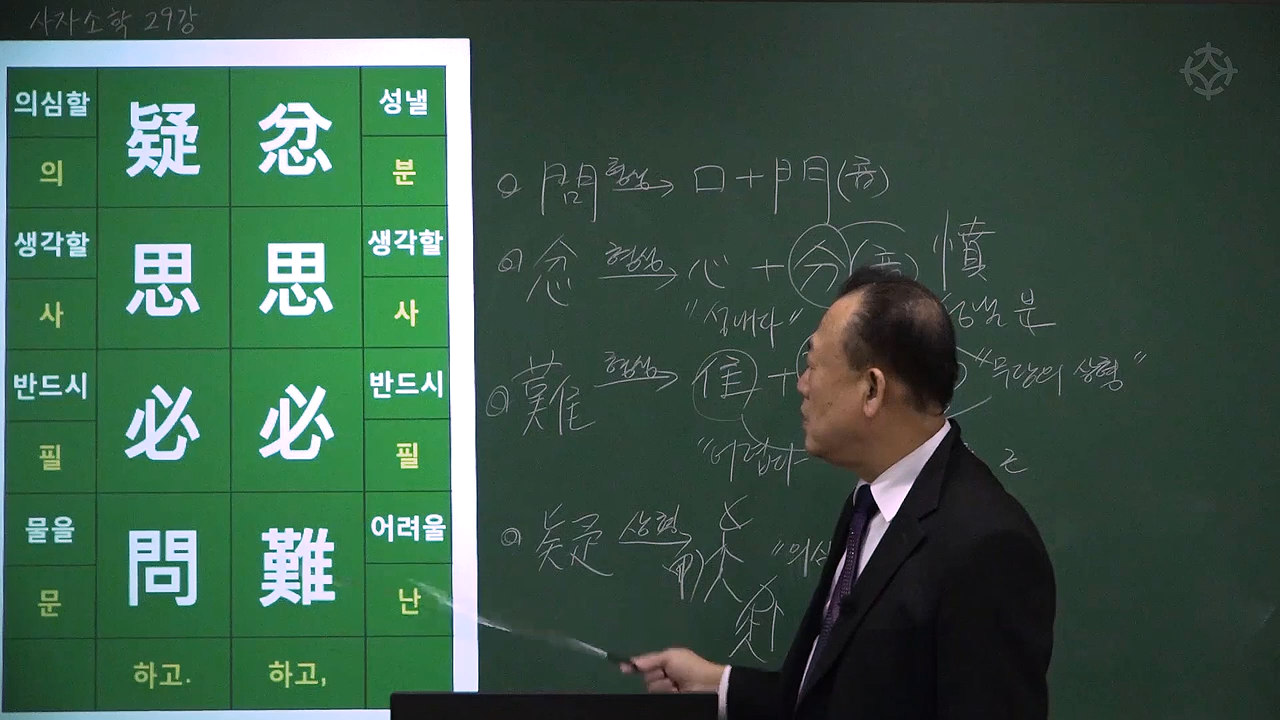 사자소학 29강
의심할 疑 忿 성낼
의 분
생각할 思 思 생각할
사 사
반드시 必 必 반드시
필 필
물을 問 難 어려울
문 난
하고. 하고,
問 형성→ 口+門(音)
忿 형성→ 心+分(音) 憤
"성내다" 성낼 분
難 형성→ 隹+ "무당의 상형"
"어렵다
疑 상형→ "의심